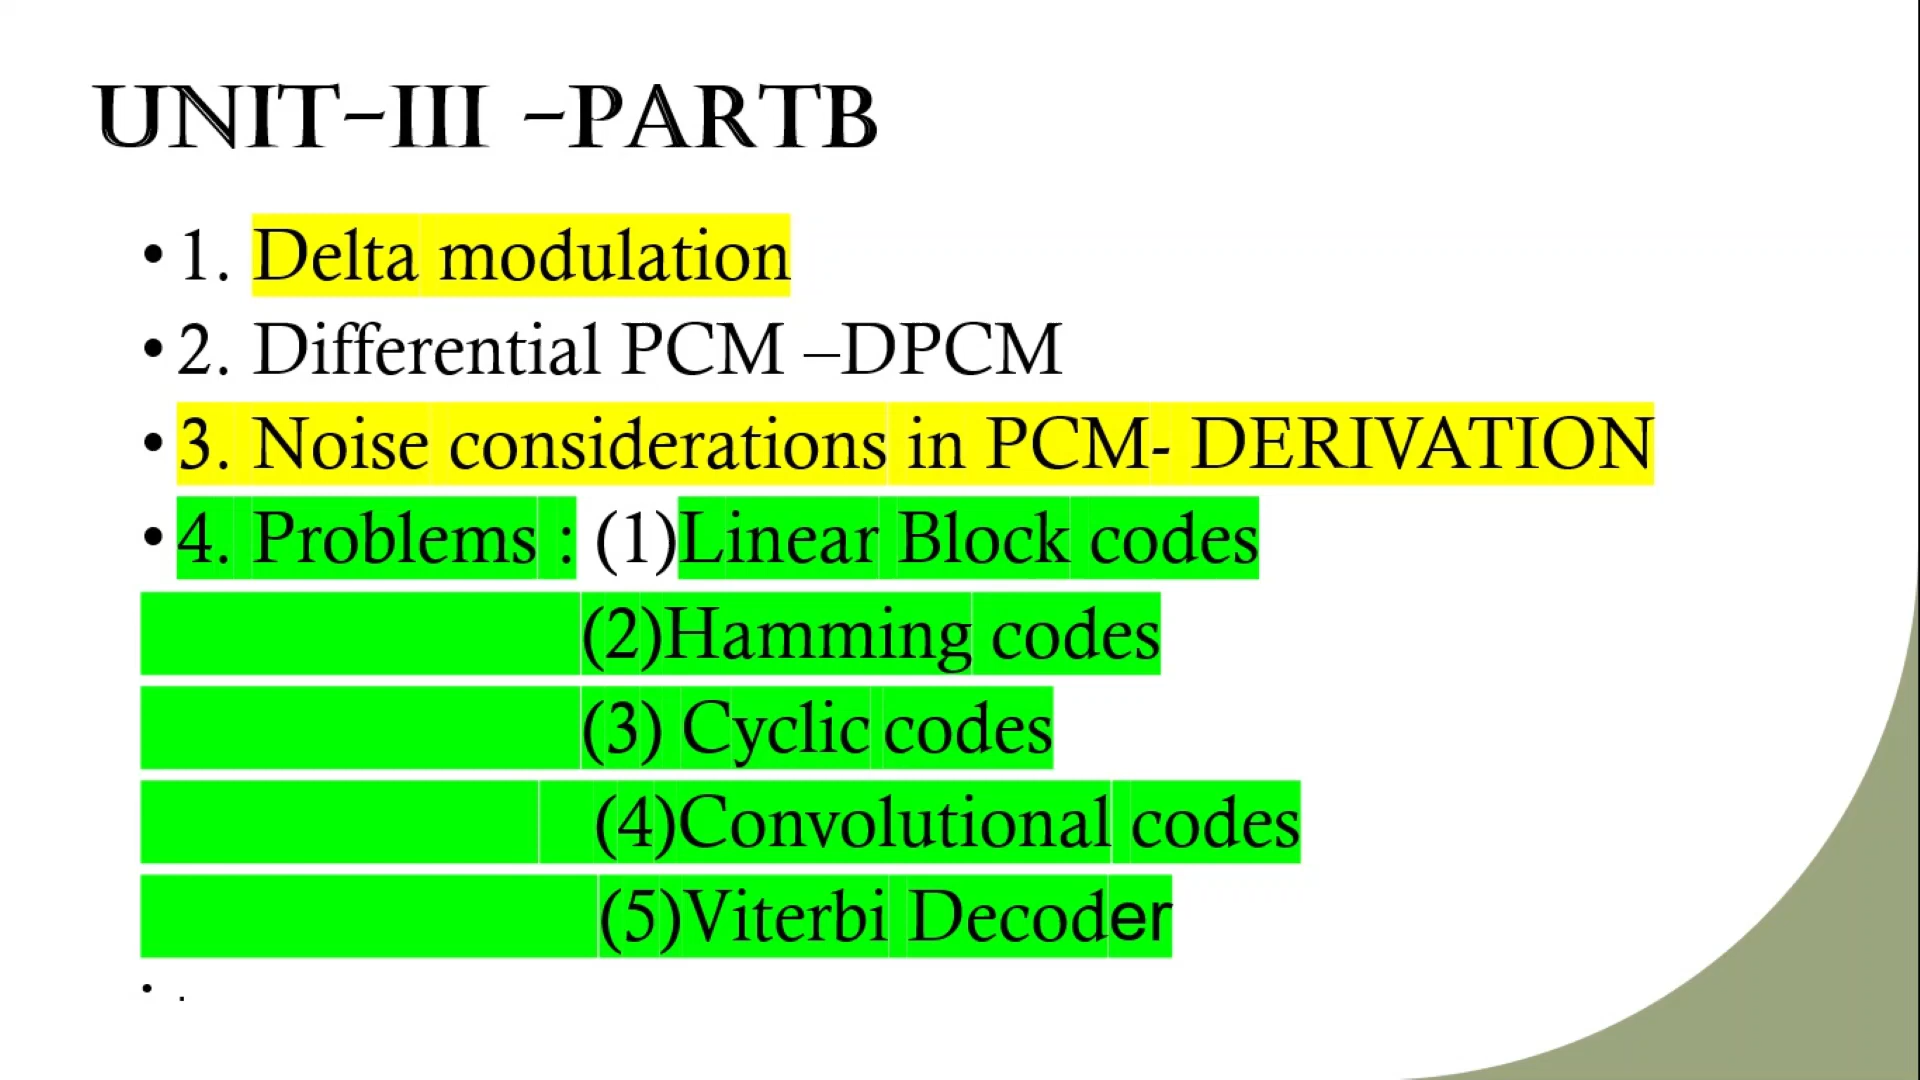 UNIT-III -PARTB
• 1. Delta modulation
• 2. Differential PCM –DPCM
• 3. Noise considerations in PCM- DERIVATION
• 4. Problems : (1)Linear Block codes
(2)Hamming codes
(3) Cyclic codes
(4)Convolutional codes
(5)Viterbi Decoder
• .